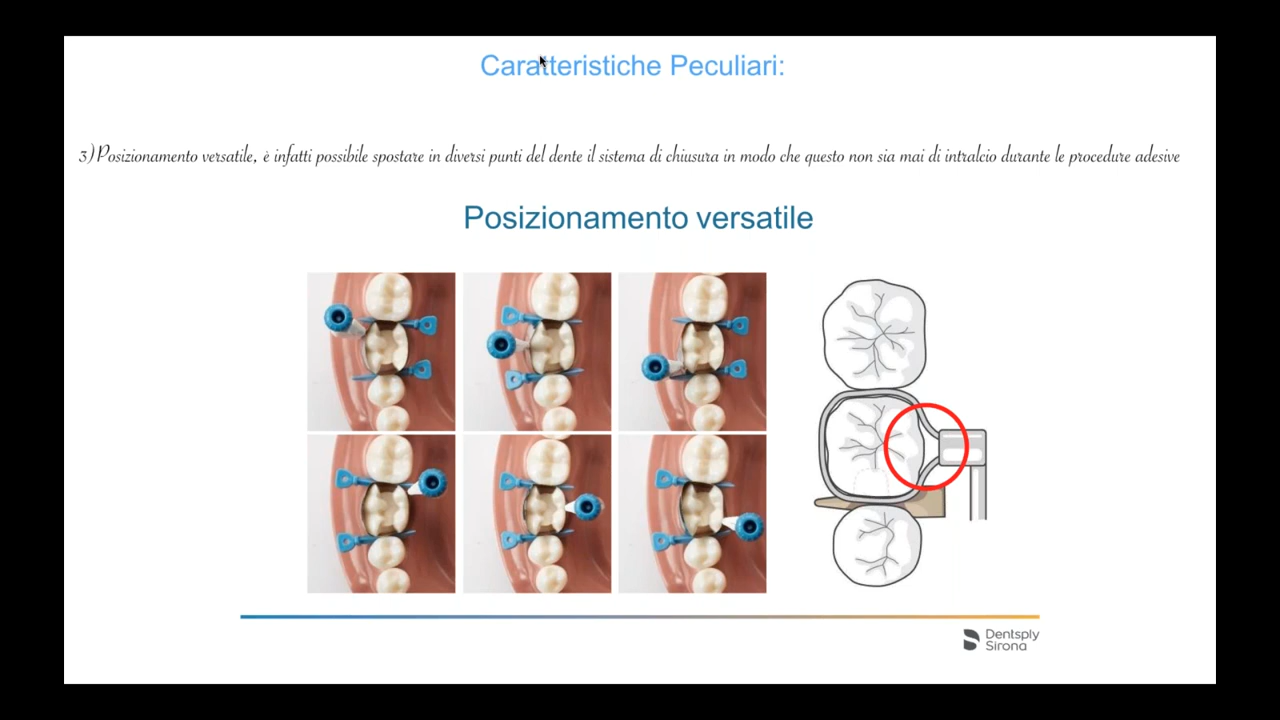 Caratteristiche Peculiari:
3) Posizionamento versatile, è infatti possibile spostare in diversi punti del dente il sistema di chiusura in modo che questo non sia mai di intralcio durante le procedure adesive
Posizionamento versatile
Dentsply
Sirona